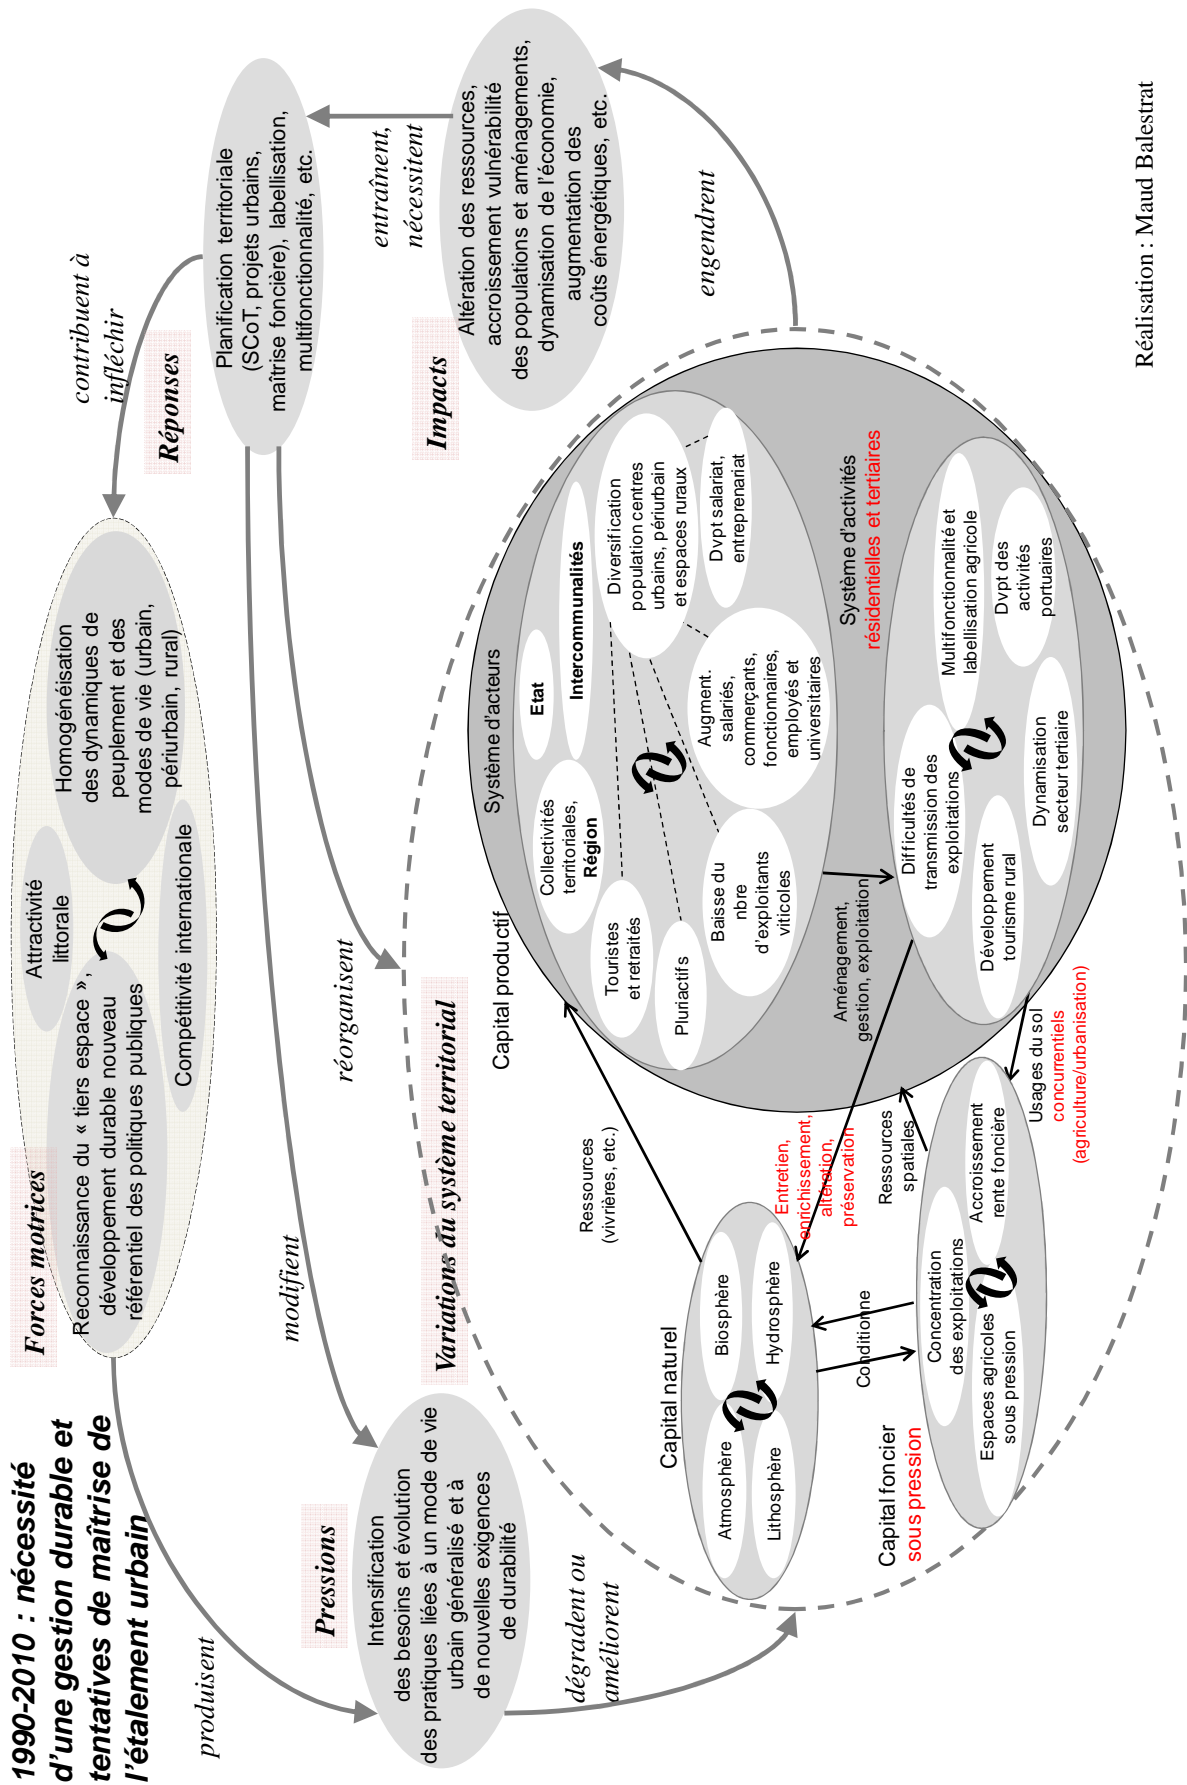 1990-2010 : nécessité
d'une gestion durable et
tentatives de maîtrise de
l'étalement urbain
Forces motrices
Reconnaissance du « tiers espace »,
développement durable nouveau
référentiel des politiques publiques
Attractivité
littorale
Compétitivité internationale
Homogénéisation
des dynamiques de
peuplement et des
modes de vie (urbain,
périurbain, rural)
contribuent à
infléchir
Réponses
Planification territoriale
(SCoT, projets urbains,
maîtrise foncière), labellisation,
multifonctionnalité, etc.
entraînent,
nécessitent
produisent
modifient
réorganisent
Pressions
Intensification
des besoins et évolution
des pratiques liées à un mode de vie
urbain généralisé et à
de nouvelles exigences
de durabilité
dégradent ou
améliorent
Variations du système territorial
Impacts
Altération des ressources,
accroissement vulnérabilité
des populations et aménagements,
dynamisation de l'économie,
augmentation des
coûts énergétiques, etc.
engendrent
Capital naturel
Atmosphère
Biosphère
Lithosphère
Hydrosphère
Ressources
(vivrières, etc.)
Entretien,
enrichissement,
altération,
préservation
Conditionne
Capital foncier
sous pression
Concentration
des exploitations
Espaces agricoles
sous pression
Accroissement
rente foncière
Ressources
spatiales
Usages du sol
concurrentiels
(agriculture/urbanisation)
Capital productif
Système d'acteurs
Collectivités
territoriales,
Région
Etat
Intercommunalités
Touristes
et retraités
Pluriactifs
Baisse du
nbre
d'exploitants
viticoles
Diversification
population centres
urbains, périurbain
et espaces ruraux
Augment.
salariés,
commerçants,
fonctionnaires,
employés et
universitaires
Dvpt salariat,
entreprenariat
Aménagement,
gestion, exploitation
Système d'activités
résidentielles et tertiaires
Difficultés de
transmission des
exploitations
Multifonctionnalité et
labellisation agricole
Développement
tourisme rural
Dvpt des
activités
portuaires
Dynamisation
secteur tertiaire
Réalisation : Maud Balestrat